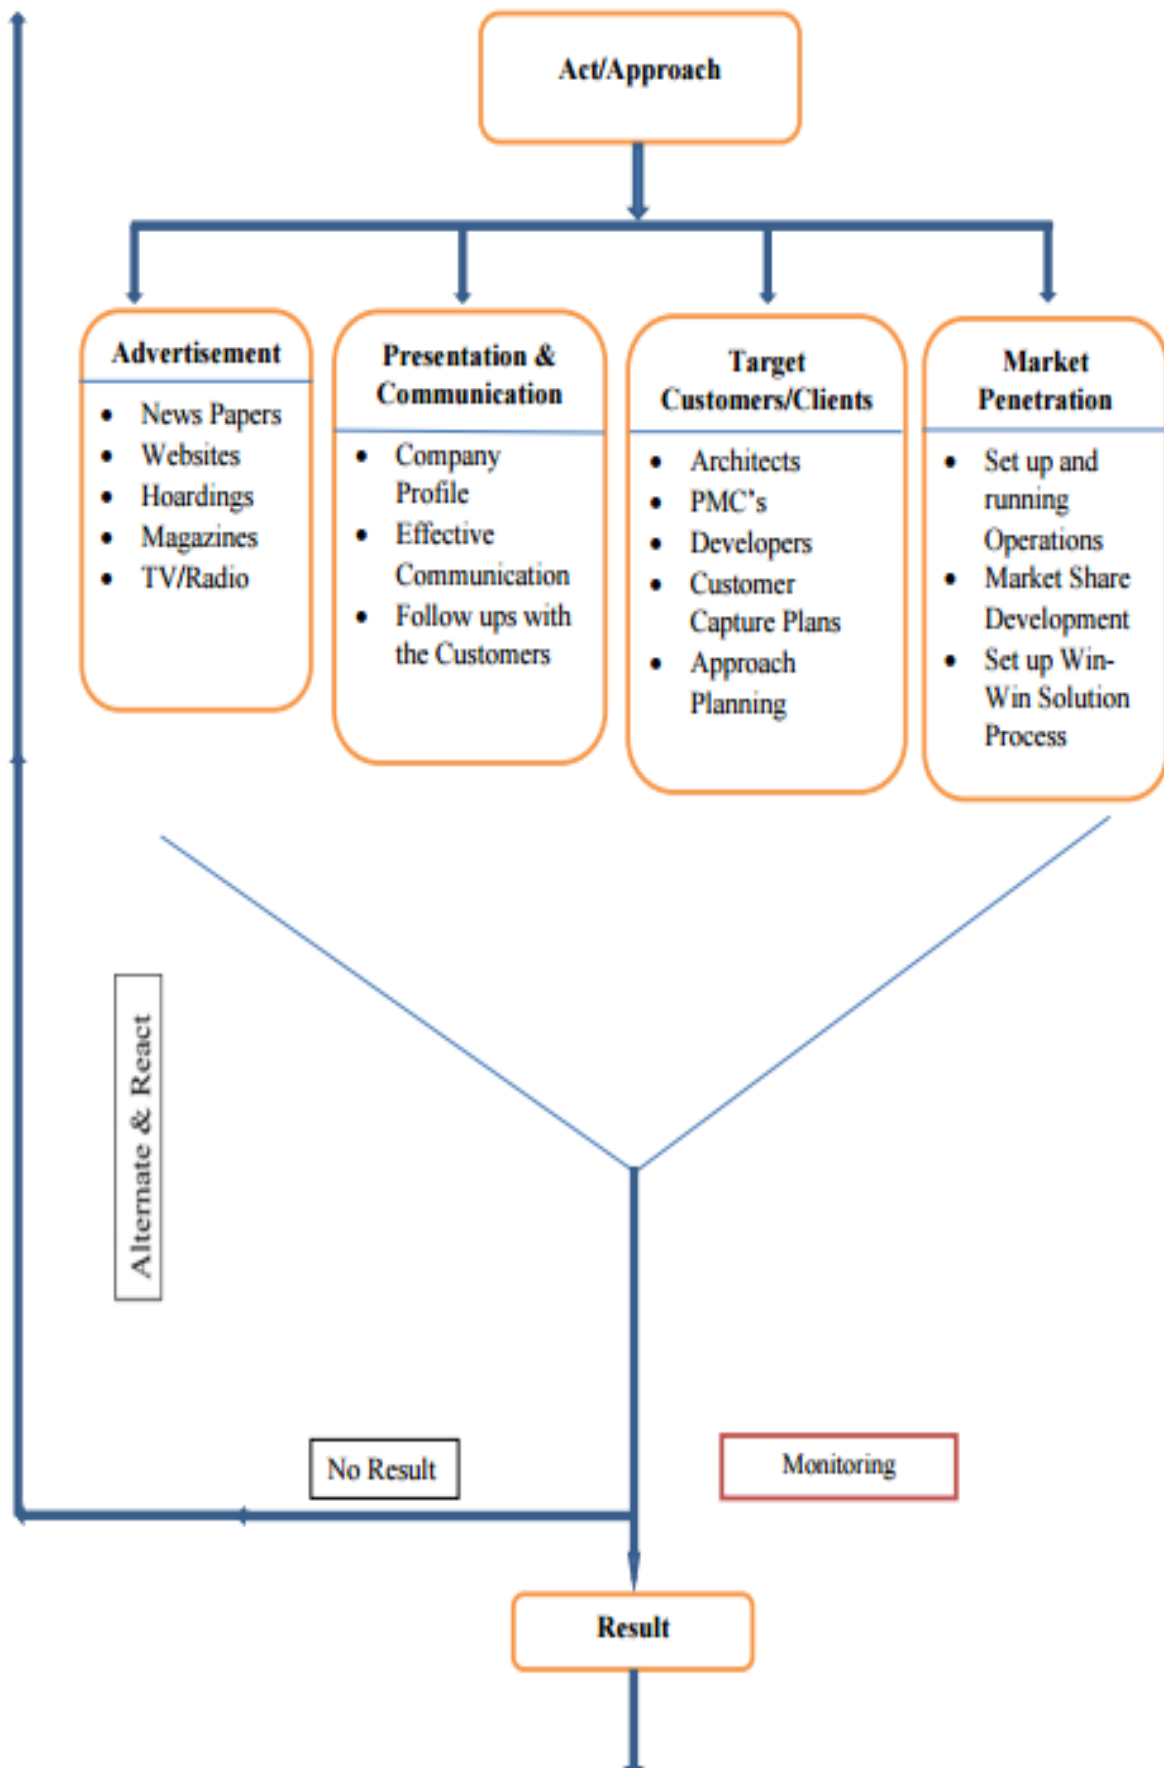 Act/Approach
Advertisement
• News Papers
• Websites
• Hoardings
• Magazines
• TV/Radio
Presentation &
Communication
• Company
Profile
• Effective
Communication
• Follow ups with
the Customers
Target
Customers/Clients
• Architects
• PMC's
• Developers
• Customer
Capture Plans
• Approach
Planning
Market
Penetration
• Set up and
running
Operations
• Market Share
Development
• Set up Win-
Win Solution
Process
Alternate & React
No Result
Monitoring
Result